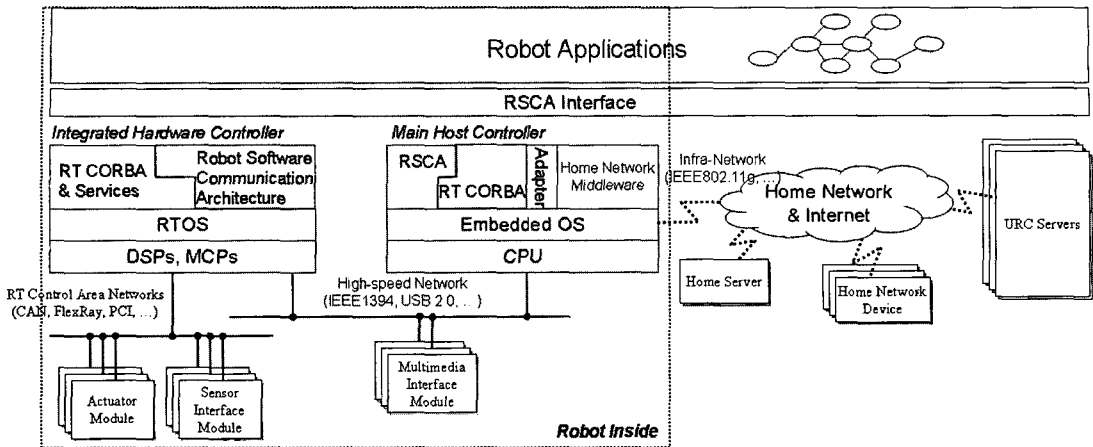 Robot Applications
RSCA Interface
Integrated Hardware Controller
RT CORBA
& Services
Robot Software
Communication
Architecture
RTOS
DSPs, MCPs
Main Host Controller
RSCA
RT CORBA
Adapter
Home Network
Middleware
Embedded OS
CPU
Infra-Network
(IEEE802.11g, ...)
Home Network
& Internet
URC Servers
Home Server
Home Network
Device
RT Control Area Networks
(CAN, FlexRay, PCI, ...)
High-speed Network
(IEEE1394, USB 2.0, ...)
Actuator
Module
Sensor
Interface
Module
Multimedia
Interface
Module
Robot Inside